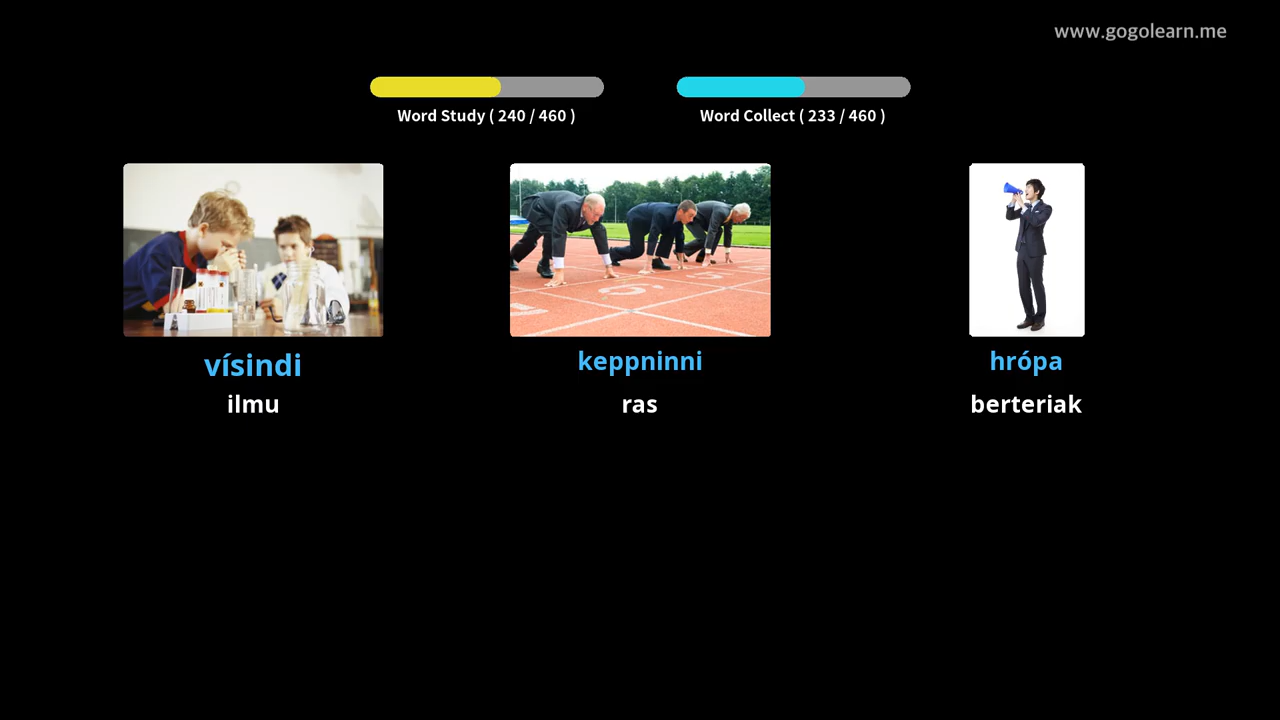 www.gogolearn.me
Word Study ( 240 / 460 )
Word Collect ( 233 / 460 )
vísindi
keppninni
hrópa
ilmu
ras
berteriak